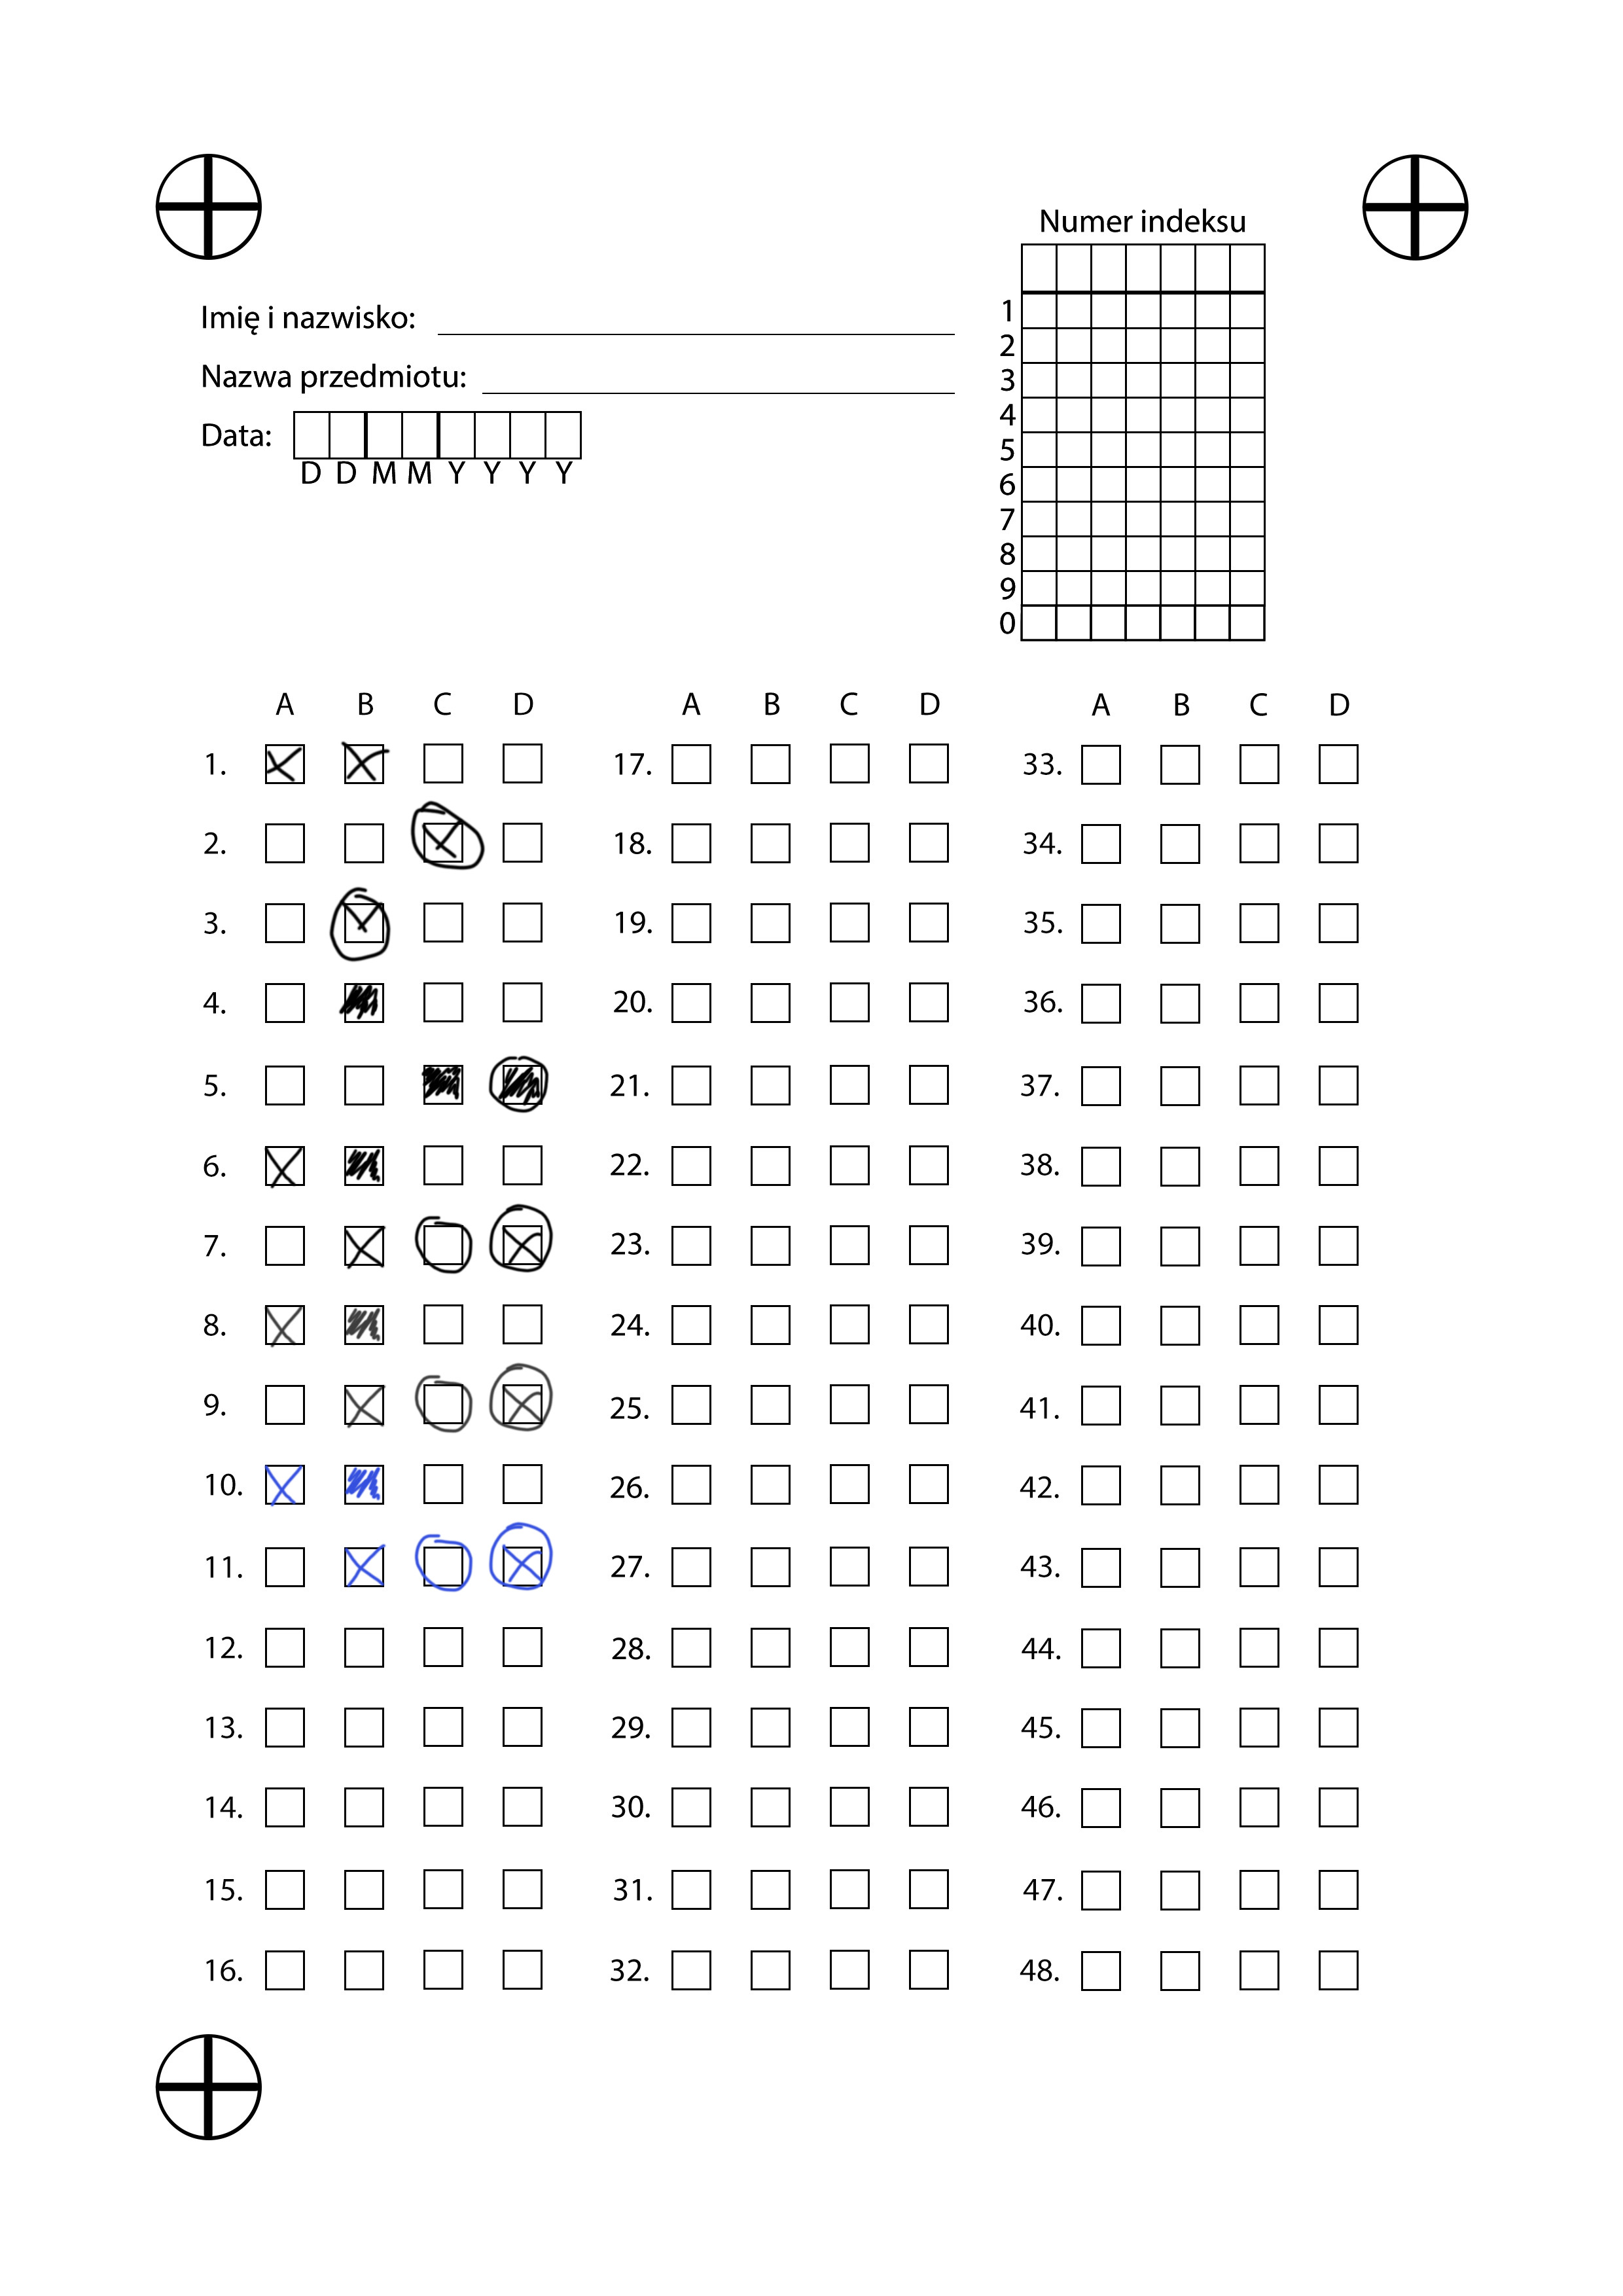 Numer indeksu
Imię i nazwisko:
Nazwa przedmiotu:
Data:
D D M M Y Y Y Y
1
2
3
4
5
6
7
8
9
0
A B C D A B C D A B C D
1. 17. 33.
2. 18. 34.
3. 19. 35.
4. 20. 36.
5. 21. 37.
6. 22. 38.
7. 23. 39.
8. 24. 40.
9. 25. 41.
10. 26. 42.
11. 27. 43.
12. 28. 44.
13. 29. 45.
14. 30. 46.
15. 31. 47.
16. 32. 48.